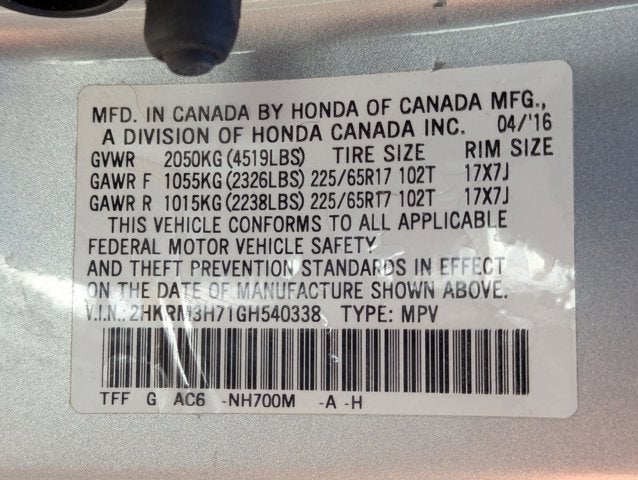 MFD. IN CANADA BY HONDA OF CANADA MFG.,
A DIVISION OF HONDA CANADA INC. 04/'16
GVWR 2050KG (4519LBS) TIRE SIZE RIM SIZE
GAWR F 1055KG (2326LBS) 225/65R17 102T 17X7J
GAWR R 1015KG (2238LBS) 225/65R17 102T 17X7J
THIS VEHICLE CONFORMS TO ALL APPLICABLE
FEDERAL MOTOR VEHICLE SAFETY
AND THEFT PREVENTION STANDARDS IN EFFECT
ON THE DATE OF MANUFACTURE SHOWN ABOVE.
V.I.N.: 2HKRM3H71GH540338 TYPE: MPV
TFF G AC6 -NH700M -A -H